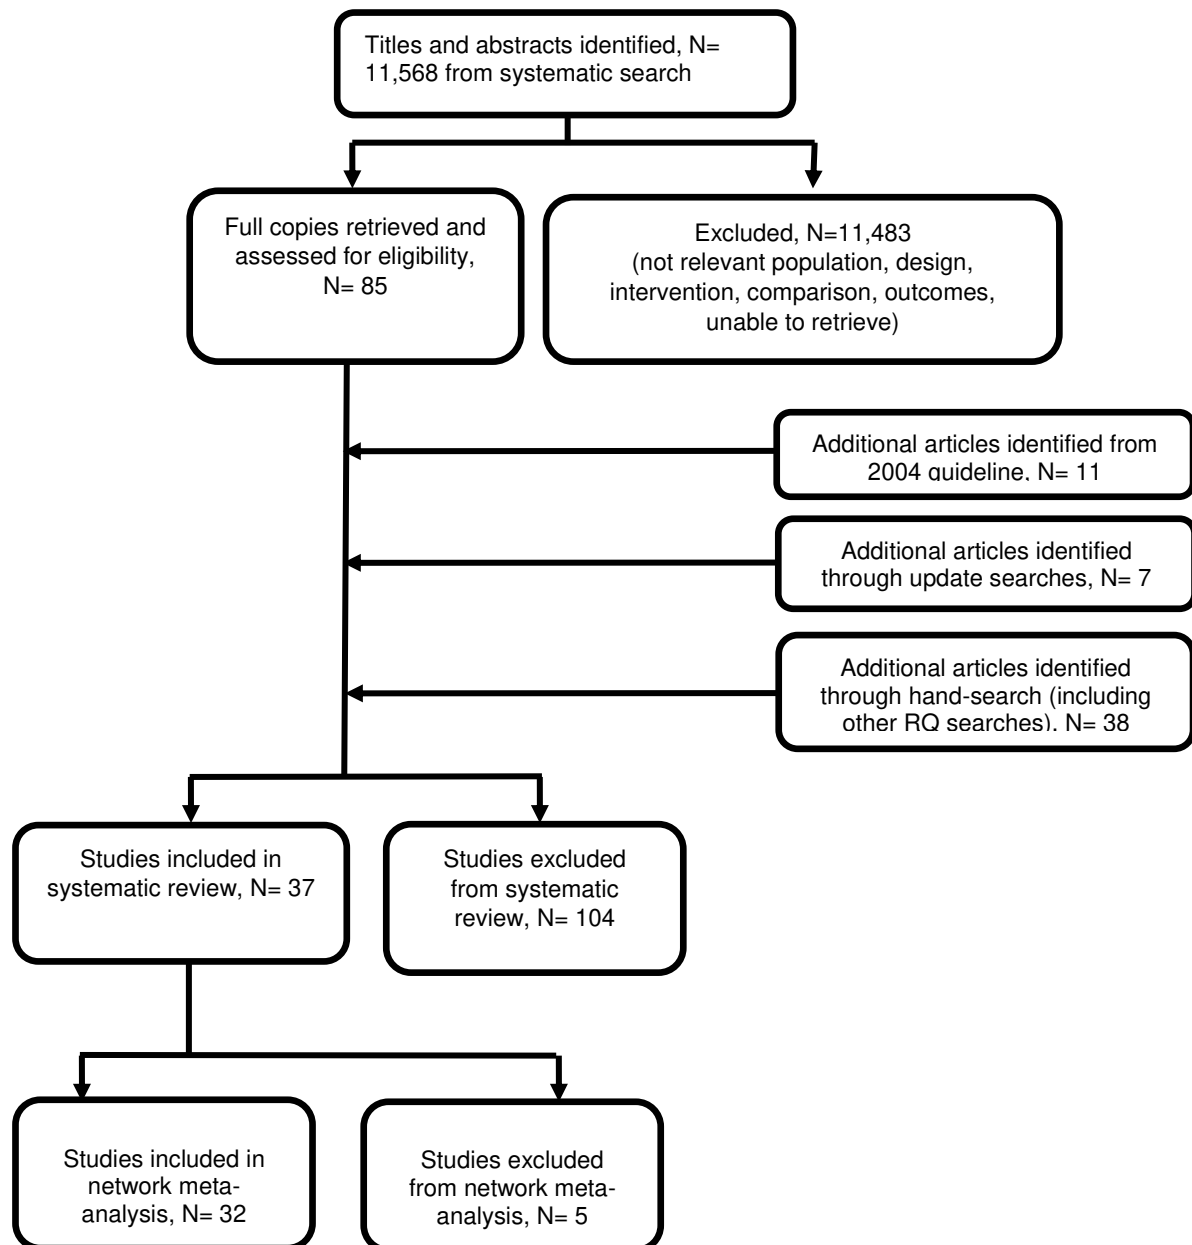 Titles and abstracts identified, N=
11,568 from systematic search
Full copies retrieved and
assessed for eligibility,
N= 85
Excluded, N=11,483
(not relevant population, design,
intervention, comparison, outcomes,
unable to retrieve)
Additional articles identified from
2004 guideline, N= 11
Additional articles identified
through update searches, N= 7
Additional articles identified
through hand-search (including
other RQ searches), N= 38
Studies included in
systematic review, N= 37
Studies excluded
from systematic
review, N= 104
Studies included in
network meta-
analysis, N= 32
Studies excluded
from network meta-
analysis, N= 5